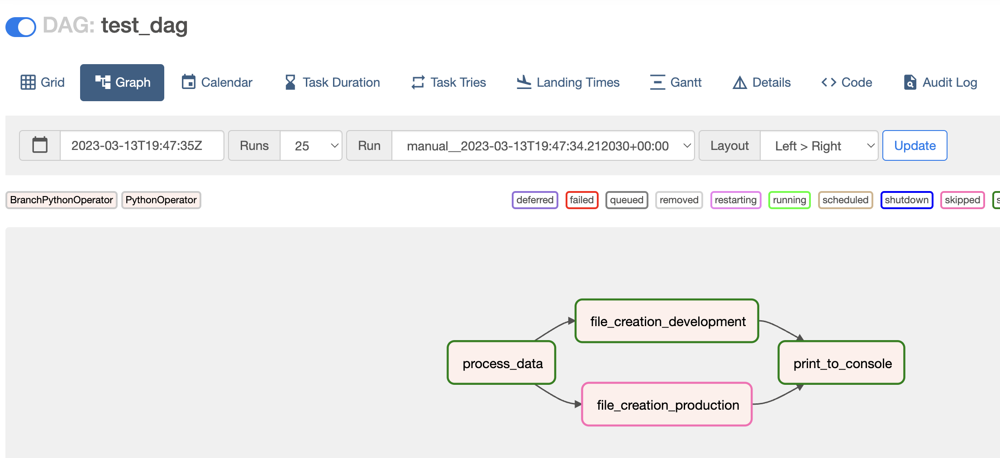 DAG: test_dag
Grid Graph Calendar Task Duration Task Tries Landing Times Gantt Details Code Audit Log
2023-03-13T19:47:35Z Runs 25 Run manual__2023-03-13T19:47:34.212030+00:00 Layout Left > Right Update
BranchPythonOperator PythonOperator deferred failed queued removed restarting running scheduled shutdown skipped
file_creation_development
process_data print_to_console
file_creation_production